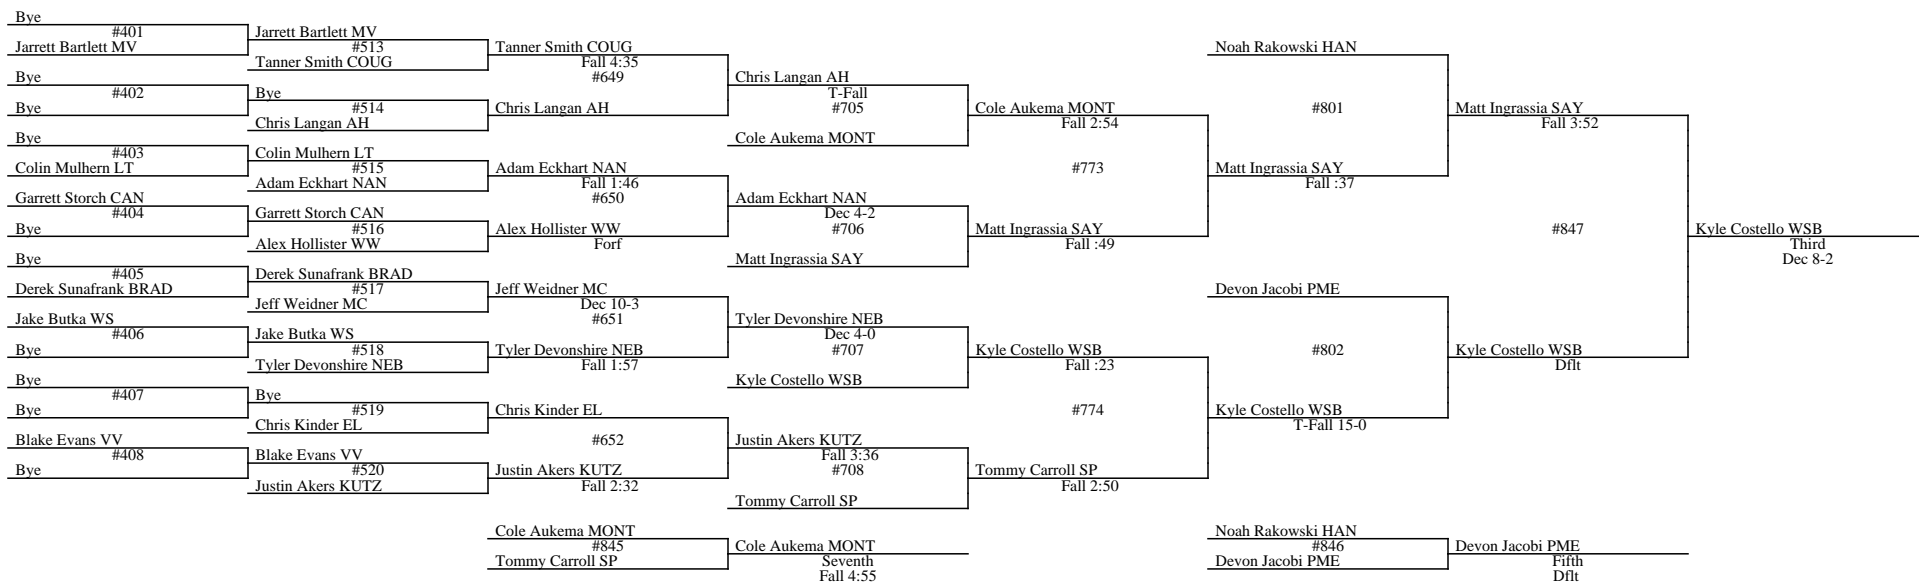 Bye
#401
Jarrett Bartlett MV
Bye
#402
Bye
Bye
#403
Colin Mulhern LT
Garrett Storch CAN
#404
Bye
Bye
#405
Derek Sunafrank BRAD
Jake Butka WS
#406
Bye
Bye
#407
Bye
Blake Evans VV
#408
Bye
Jarrett Bartlett MV
#513
Tanner Smith COUG
Bye
#514
Chris Langan AH
Colin Mulhern LT
#515
Adam Eckhart NAN
Garrett Storch CAN
#516
Alex Hollister WW
Derek Sunafrank BRAD
#517
Jeff Weidner MC
Jake Butka WS
#518
Tyler Devonshire NEB
Bye
#519
Chris Kinder EL
Blake Evans VV
#520
Justin Akers KUTZ
Tanner Smith COUG
Fall 4:35
#649
Chris Langan AH
Adam Eckhart NAN
Fall 1:46
#650
Alex Hollister WW
Forf
Jeff Weidner MC
Dec 10-3
#651
Tyler Devonshire NEB
Fall 1:57
Chris Kinder EL
#652
Justin Akers KUTZ
Fall 2:32
Chris Langan AH
T-Fall
#705
Cole Aukema MONT
Adam Eckhart NAN
Dec 4-2
#706
Matt Ingrassia SAY
Tyler Devonshire NEB
Dec 4-0
#707
Kyle Costello WSB
Justin Akers KUTZ
Fall 3:36
#708
Tommy Carroll SP
Cole Aukema MONT
Fall 2:54
#773
Matt Ingrassia SAY
Fall :49
Kyle Costello WSB
Fall :23
#774
Tommy Carroll SP
Fall 2:50
Noah Rakowski HAN
#801
Matt Ingrassia SAY
Fall :37
Devon Jacobi PME
#802
Kyle Costello WSB
T-Fall 15-0
Matt Ingrassia SAY
Fall 3:52
#847
Kyle Costello WSB
Dflt
Kyle Costello WSB
Third
Dec 8-2
Cole Aukema MONT
#845
Tommy Carroll SP
Cole Aukema MONT
Seventh
Fall 4:55
Noah Rakowski HAN
#846
Devon Jacobi PME
Devon Jacobi PME
Fifth
Dflt